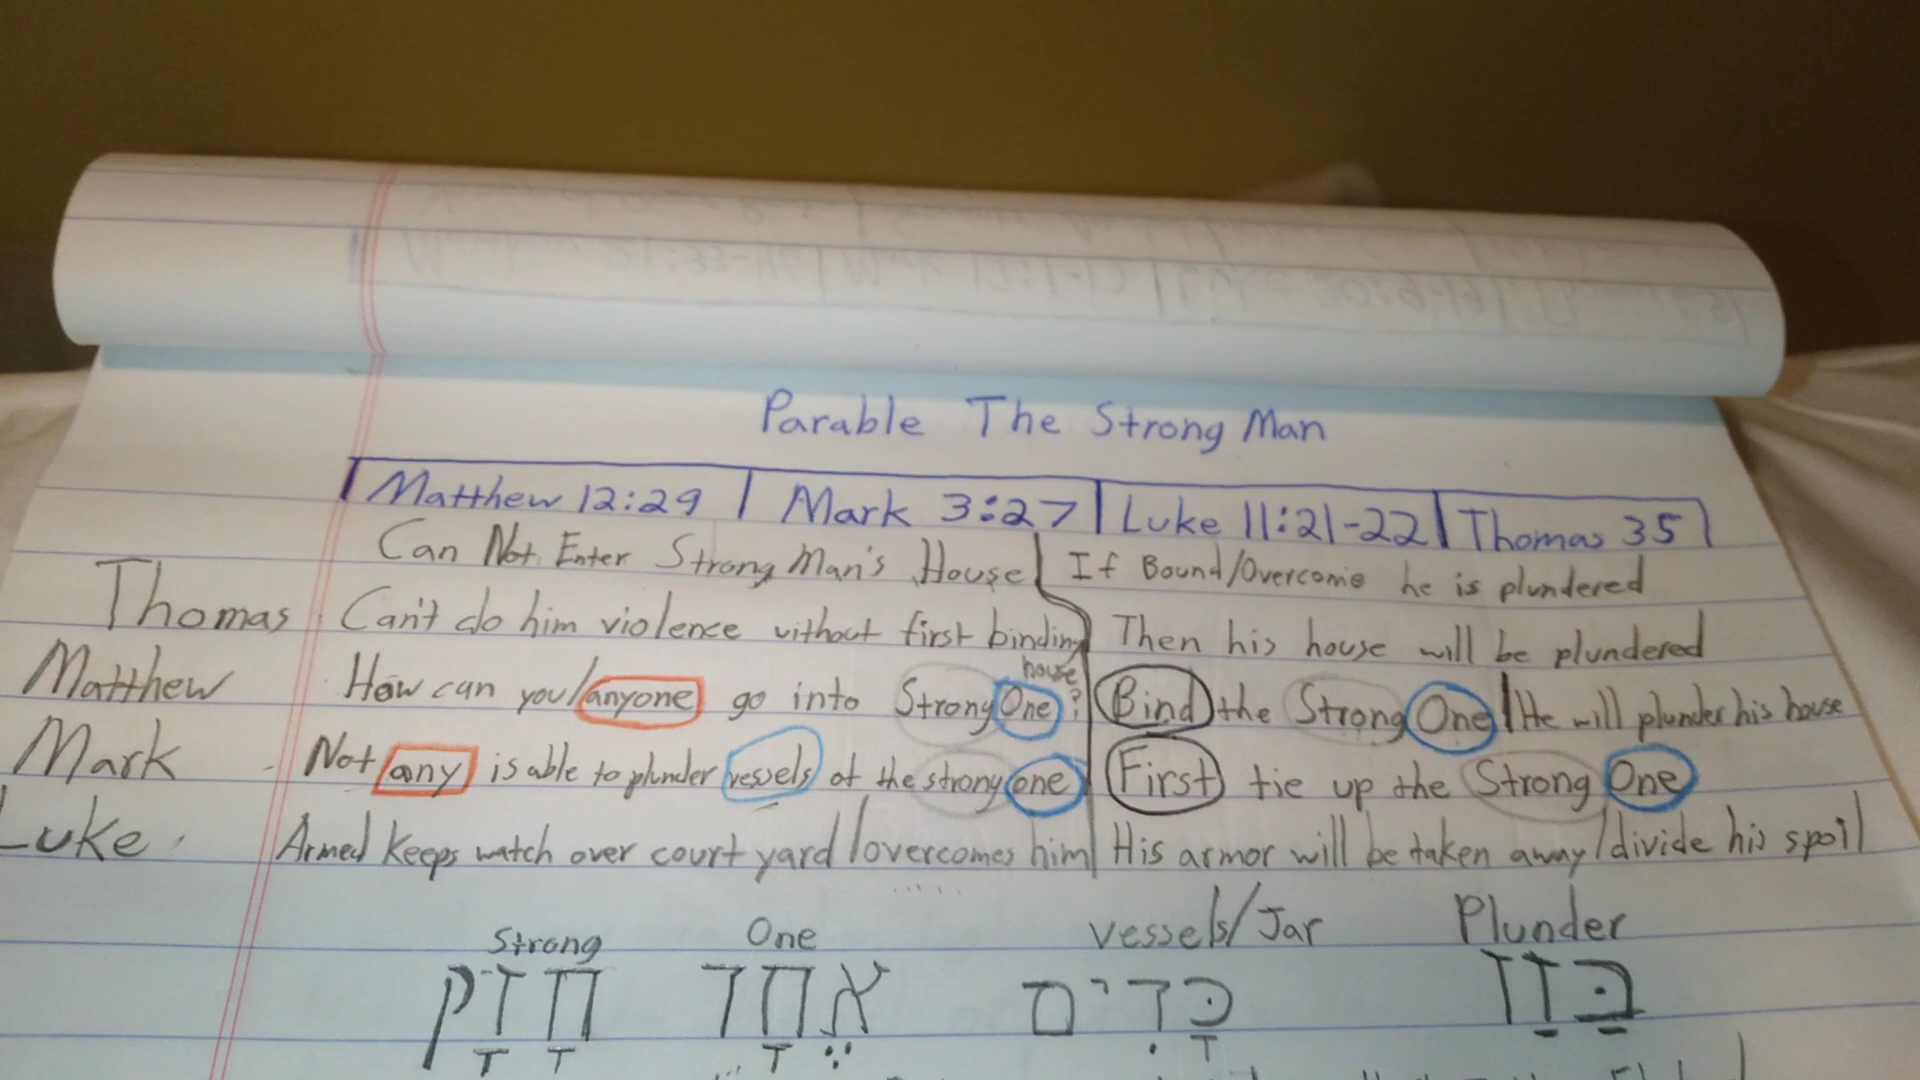 Parable The Strong Man
Matthew 12:29 | Mark 3:27 | Luke 11:21-22 | Thomas 35
Can Not Enter Strong Man's House | If Bound/Overcome he is plundered
Thomas Can't do him violence without first binding | Then his house will be plundered
house
Matthew How can you/anyone go into Strong One? | Bind the Strong One | He will plunder his house
Mark Not any is able to plunder vessels of the strong one | First tie up the Strong One
Luke Armed keeps watch over court yard/overcomes him | His armor will be taken away/divide his spoil
Strong One Vessels/Jar Plunder
חָזָק אֶחָד כָּדִים בַּזַז